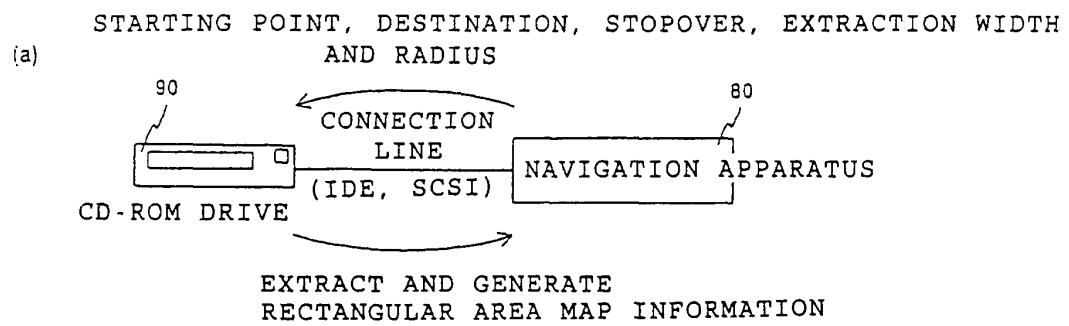 STARTING POINT, DESTINATION, STOPOVER, EXTRACTION WIDTH
AND RADIUS
(a)
90
80
CONNECTION
LINE
NAVIGATION APPARATUS
(IDE, SCSI)
CD-ROM DRIVE
EXTRACT AND GENERATE
RECTANGULAR AREA MAP INFORMATION